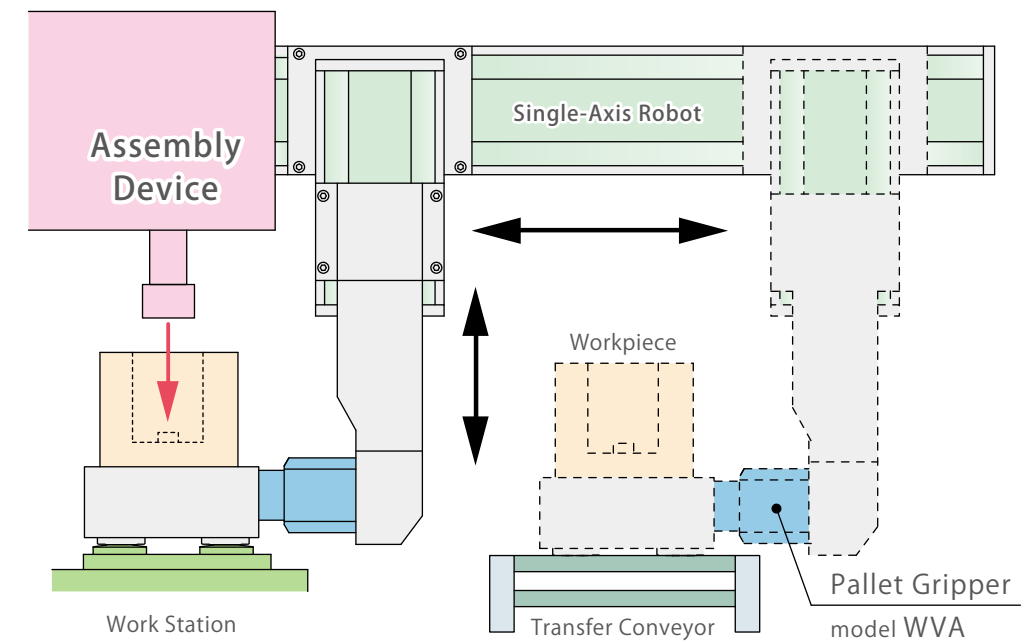 Assembly
Device
Single-Axis Robot
Workpiece
Pallet Gripper
model WVA
Work Station
Transfer Conveyor